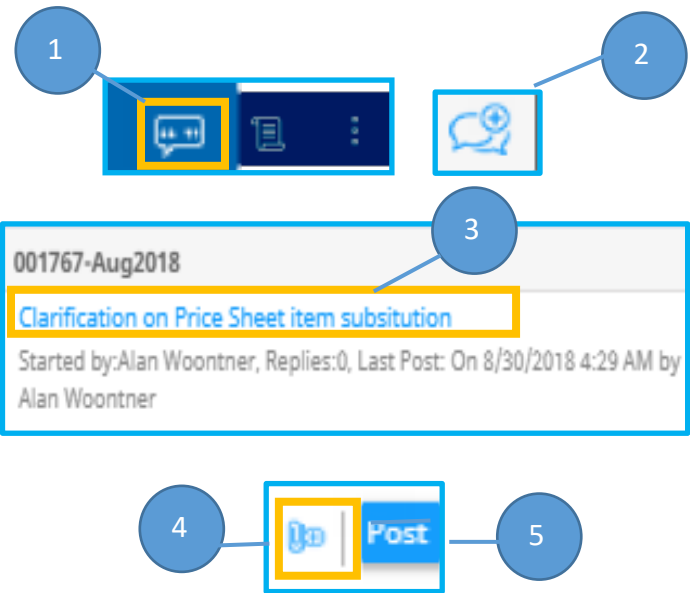 1
2
3
001767-Aug2018
Clarification on Price Sheet item subsitution
Started by:Alan Woontner, Replies:0, Last Post: On 8/30/2018 4:29 AM by
Alan Woontner
4
Post
5